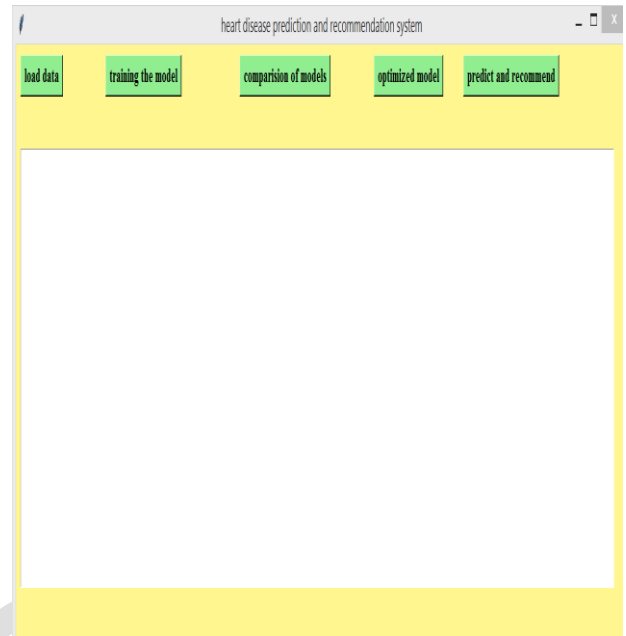 heart disease prediction and recommendation system
load data training the model comparision of models optimized model predict and recommend